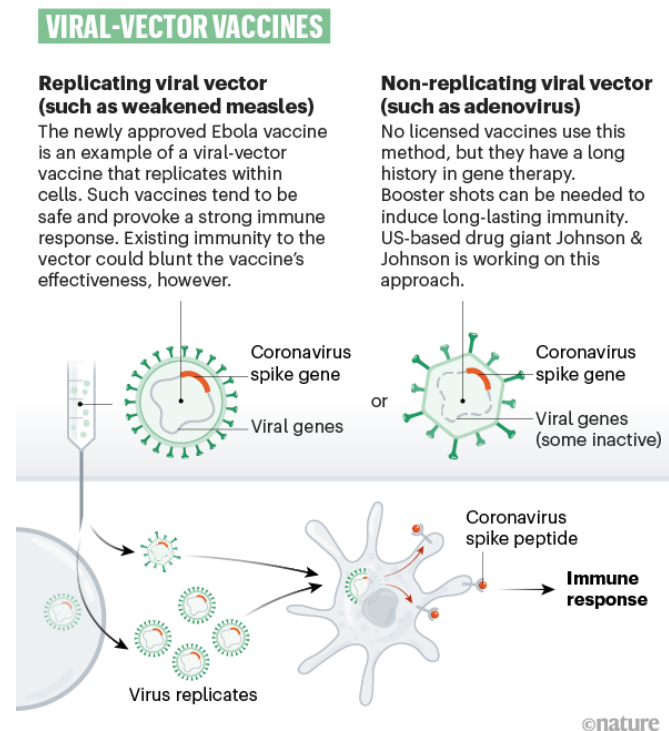 VIRAL-VECTOR VACCINES
Replicating viral vector
(such as weakened measles)
The newly approved Ebola vaccine
is an example of a viral-vector
vaccine that replicates within
cells. Such vaccines tend to be
safe and provoke a strong immune
response. Existing immunity to the
vector could blunt the vaccine’s
effectiveness, however.
Non-replicating viral vector
(such as adenovirus)
No licensed vaccines use this
method, but they have a long
history in gene therapy.
Booster shots can be needed to
induce long-lasting immunity.
US-based drug giant Johnson &
Johnson is working on this
approach.
Coronavirus
spike gene
Viral genes
or
Coronavirus
spike gene
Viral genes
(some inactive)
Coronavirus
spike peptide
Immune
response
Virus replicates
©nature